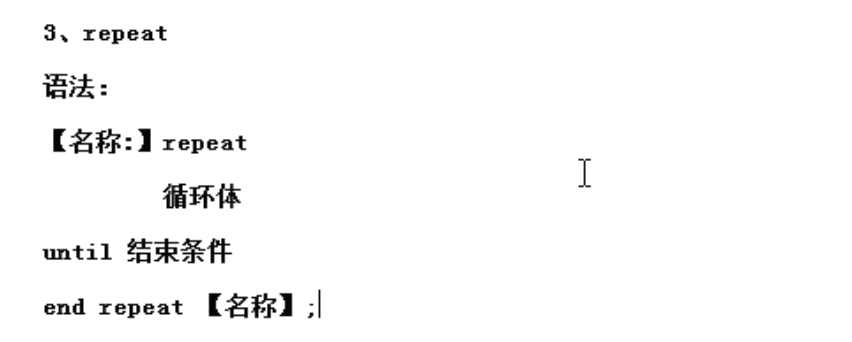 3、repeat
语法：
【名称:】repeat
循环体
until 结束条件
end repeat 【名称】;